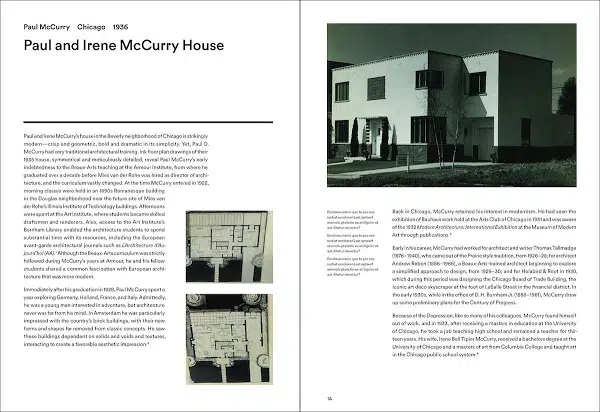 Paul McCurry Chicago 1936
Paul and Irene McCurry House
Paul and Irene McCurry's house in the Beverly neighborhood of Chicago is strikingly
modern—crisp and geometric, bold and dramatic in its simplicity. Yet, Paul D.
McCurry had very traditional architectural training. Ink floor plan drawings of their
1935 house, symmetrical and meticulously detailed, reveal Paul McCurry's early
indebtedness to the Beaux-Arts teaching at the Armour Institute, from where he
graduated over a decade before Mies van der Rohe was hired as director of archi-
tecture, and the curriculum vastly changed. At the time McCurry entered in 1922,
morning classes were held in an 1890s Romanesque building
in the Douglas neighborhood near the future site of Mies van
der Rohe's Illinois Institute of Technology buildings. Afternoons
were spent at the Art Institute, where students became skilled
draftsmen and renderers. Also, access to the Art Institute's
Burnham Library enabled the architecture students to spend
substantial time with its resources, including the European
avant-garde architectural journals such as L'Architecture d'Au-
jourd'hui (AA). Although the Beaux-Arts curriculum was strictly
followed during McCurry's years at Armour, he and his fellow
students shared a common fascination with European archi-
tecture that was more modern.
Immediately after his graduation in 1926, Paul McCurry spent a
year exploring Germany, Holland, France, and Italy. Admittedly,
he was a young man interested in adventure, but architecture
never was far from his mind. In Amsterdam he was particularly
impressed with the country's brick buildings, with their new
forms and shapes far removed from classic concepts. He saw
these buildings dependent on solids and voids and textures,
interacting to create a favorable aesthetic impression.
Back in Chicago, McCurry retained his interest in modernism. He had seen the
exhibition of Bauhaus work held at the Arts Club of Chicago in 1931 and was aware
of the 1932 Modern Architecture: International Exhibition at the Museum of Modern
Art through publications.
Early in his career, McCurry had worked for architect and writer Thomas Tallmadge
(1876–1940), who came out of the Prairie style tradition, from 1926–28; for architect
Andrew Rebori (1886–1966), a Beaux-Arts-trained architect beginning to explore
a simplified approach to design, from 1929–30; and for Holabird & Root in 1930,
which during this period was designing the Chicago Board of Trade Building, the
iconic art deco skyscraper at the foot of LaSalle Street in the financial district. In
the early 1930s, while in the office of D. H. Burnham Jr. (1886–1961), McCurry drew
up some preliminary plans for the Century of Progress.
Because of the Depression, like so many of his colleagues, McCurry found himself
out of work, and in 1933, after receiving a masters in education at the University
of Chicago, he took a job teaching high school and remained a teacher for thir-
teen years. His wife, Irene Bell Tipler McCurry, received a bachelors degree at the
University of Chicago and a masters of art from Columbia College and taught art
in the Chicago public school system.
14